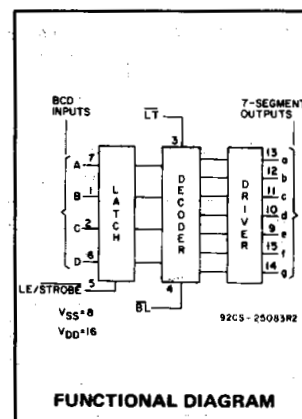 BCD
INPUTS
7-SEGMENT
OUTPUTS
LT
3
A 7
B 1
C 2
D 6
LE/STROBE 5
LATCH
DECODER
DRIVER
13 a
12 b
11 c
10 d
9 e
15 f
14 g
4
BL
VSS=8
VDD=16
92CS-25083R2
FUNCTIONAL DIAGRAM